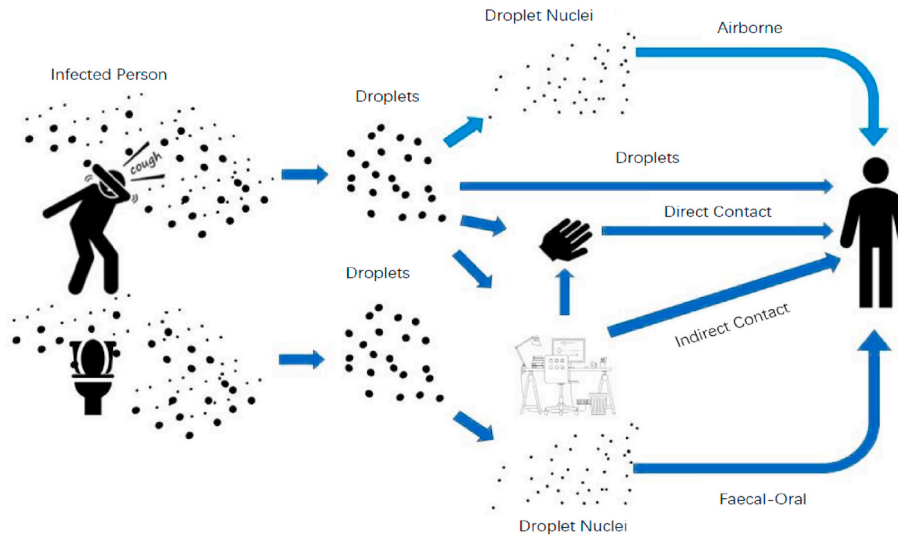 Droplet Nuclei
Airborne
Infected Person
Droplets
cough
Droplets
Direct Contact
Droplets
Indirect Contact
Faecal-Oral
Droplet Nuclei